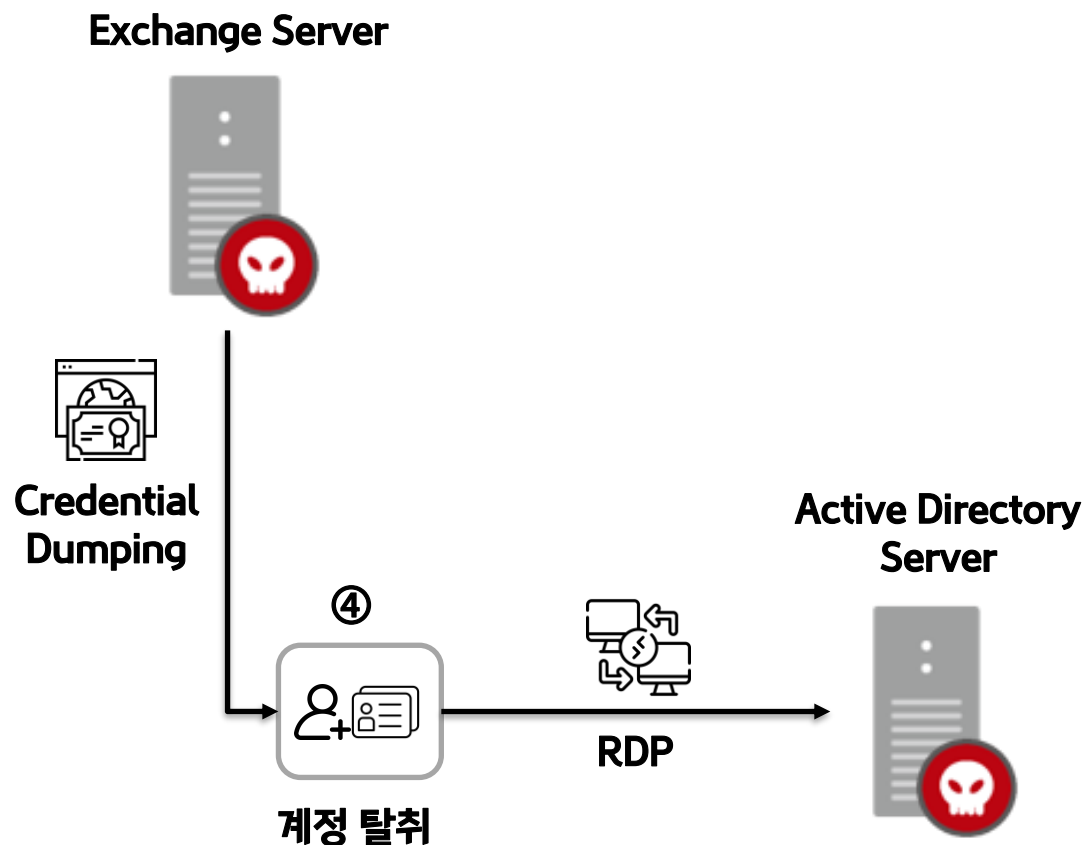 Exchange Server
Credential
Dumping
Active Directory
Server
④
RDP
계정 탈취